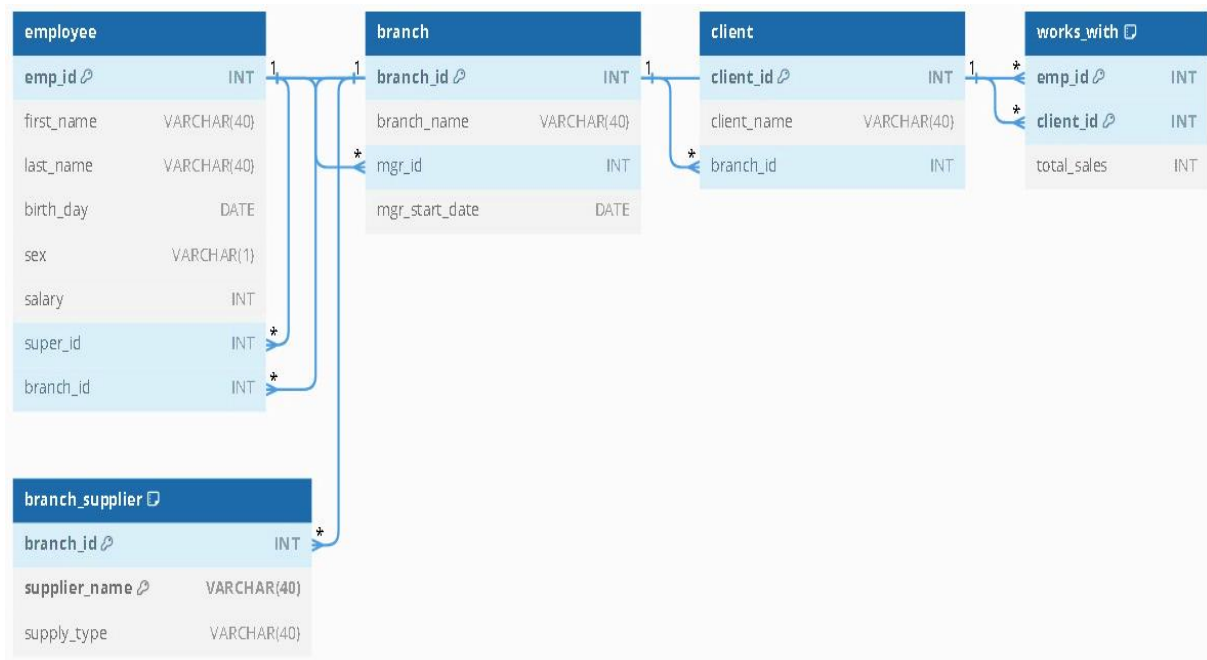 employee
emp_id INT
first_name VARCHAR(40)
last_name VARCHAR(40)
birth_day DATE
sex VARCHAR(1)
salary INT
super_id INT
branch_id INT
1
*
*
branch
branch_id INT
branch_name VARCHAR(40)
mgr_id INT
mgr_start_date DATE
1
*
client
client_id INT
client_name VARCHAR(40)
branch_id INT
1
*
works_with
emp_id INT
client_id INT
total_sales INT
1
*
*
branch_supplier
branch_id INT
supplier_name VARCHAR(40)
supply_type VARCHAR(40)
*